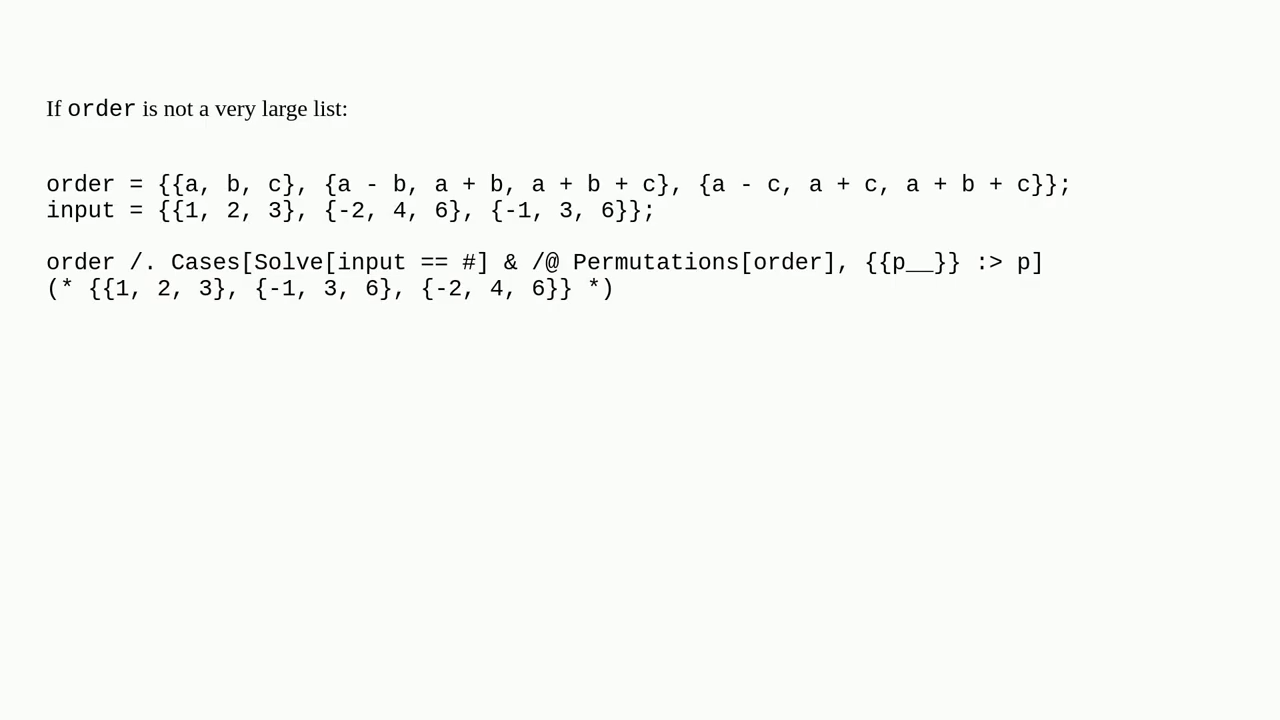 If order is not a very large list:
order = {{a, b, c}, {a - b, a + b, a + b + c}, {a - c, a + c, a + b + c}};
input = {{1, 2, 3}, {-2, 4, 6}, {-1, 3, 6}};
order /. Cases[Solve[input == #] & /@ Permutations[order], {{p__}} :> p]
(* {{1, 2, 3}, {-1, 3, 6}, {-2, 4, 6}} *)